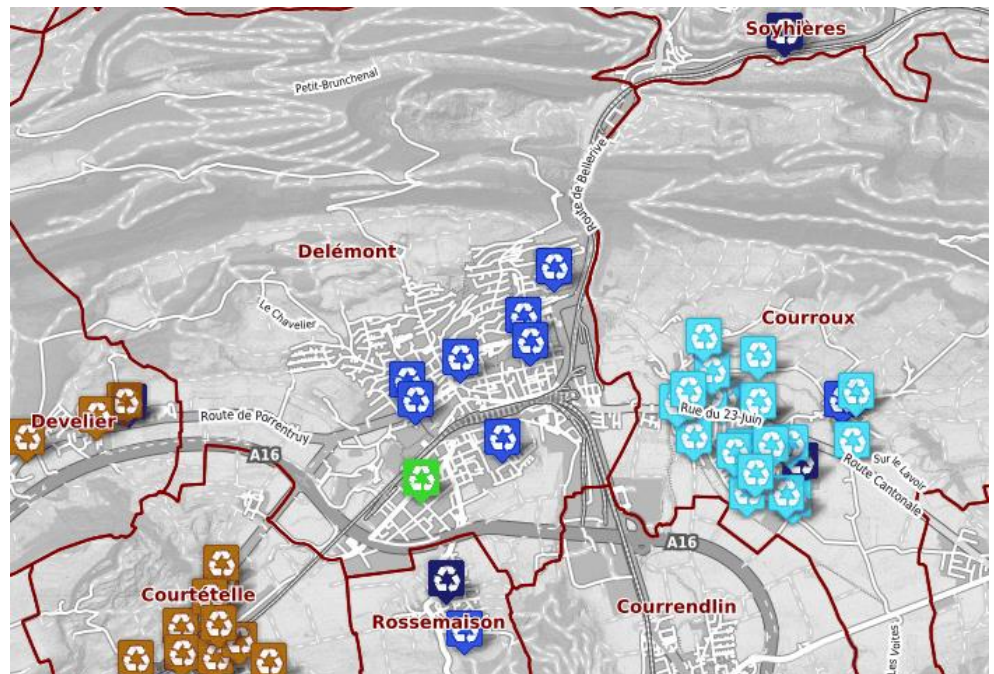 Soyhières
Petit-Brunchenal
Route de Bellerive
Delémont
Le Chavelier
Courroux
Rue du 23-Juin
Develier
Route de Porrentruy
A16
Sur le Lavoir
Route Cantonale
A16
Courtételle
Rossemaison
Courrendlin
Les Voites